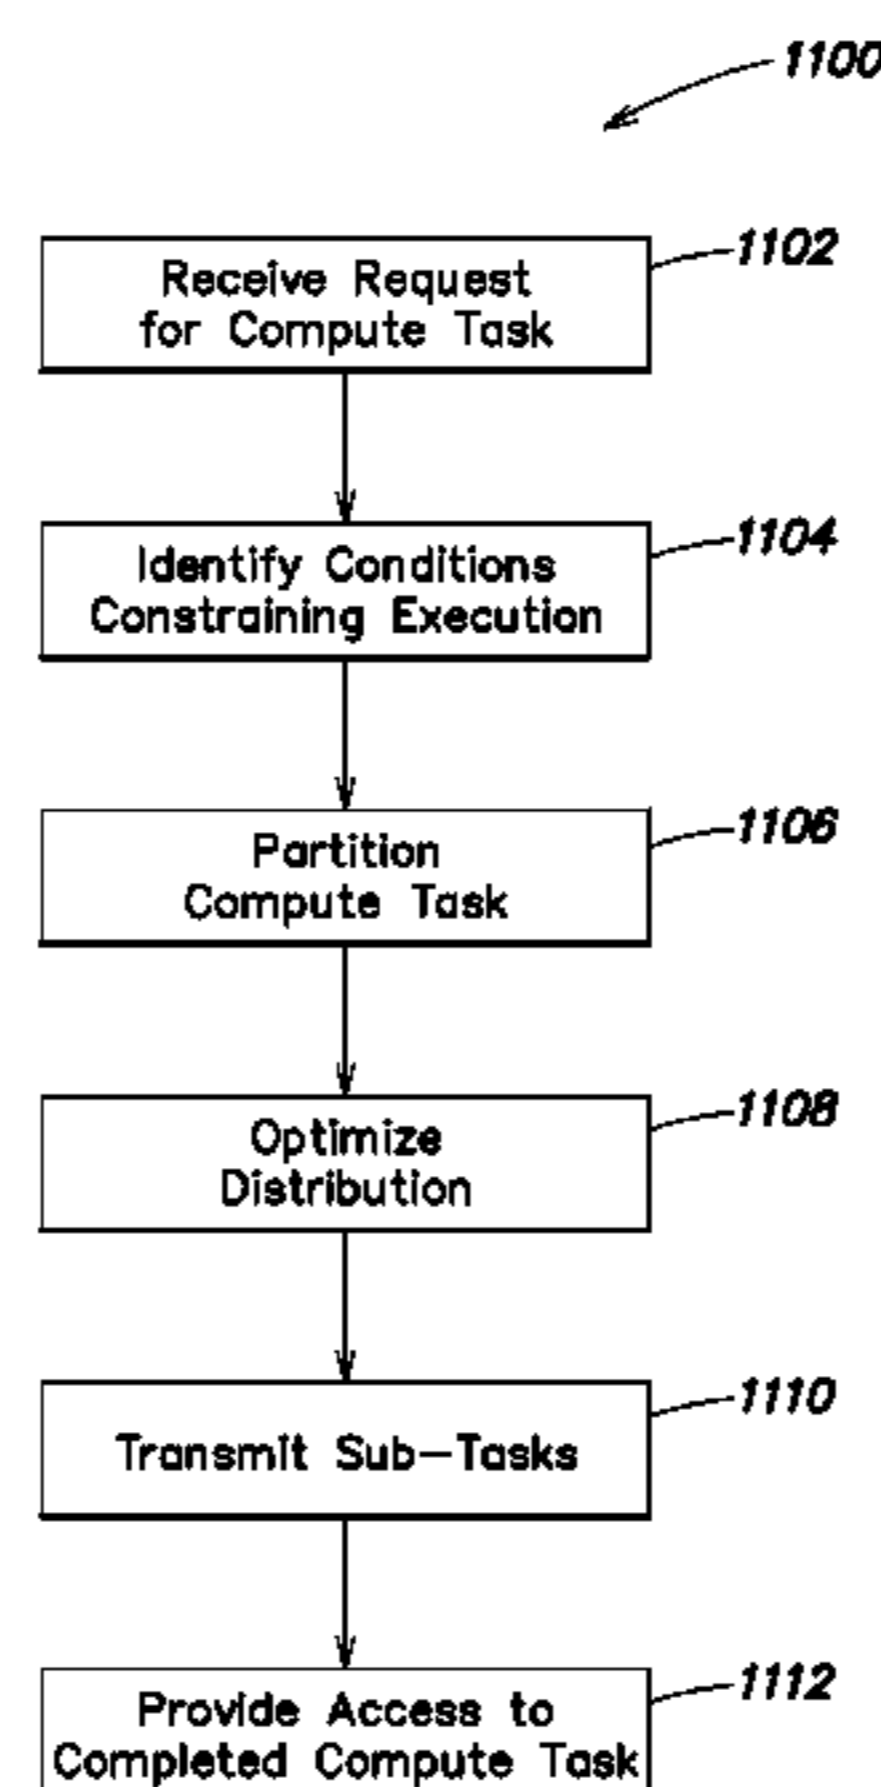 1100
1102
Receive Request
for Compute Task
1104
Identify Conditions
Constraining Execution
1106
Partition
Compute Task
1108
Optimize
Distribution
1110
Transmit Sub-Tasks
1112
Provide Access to
Completed Compute Task